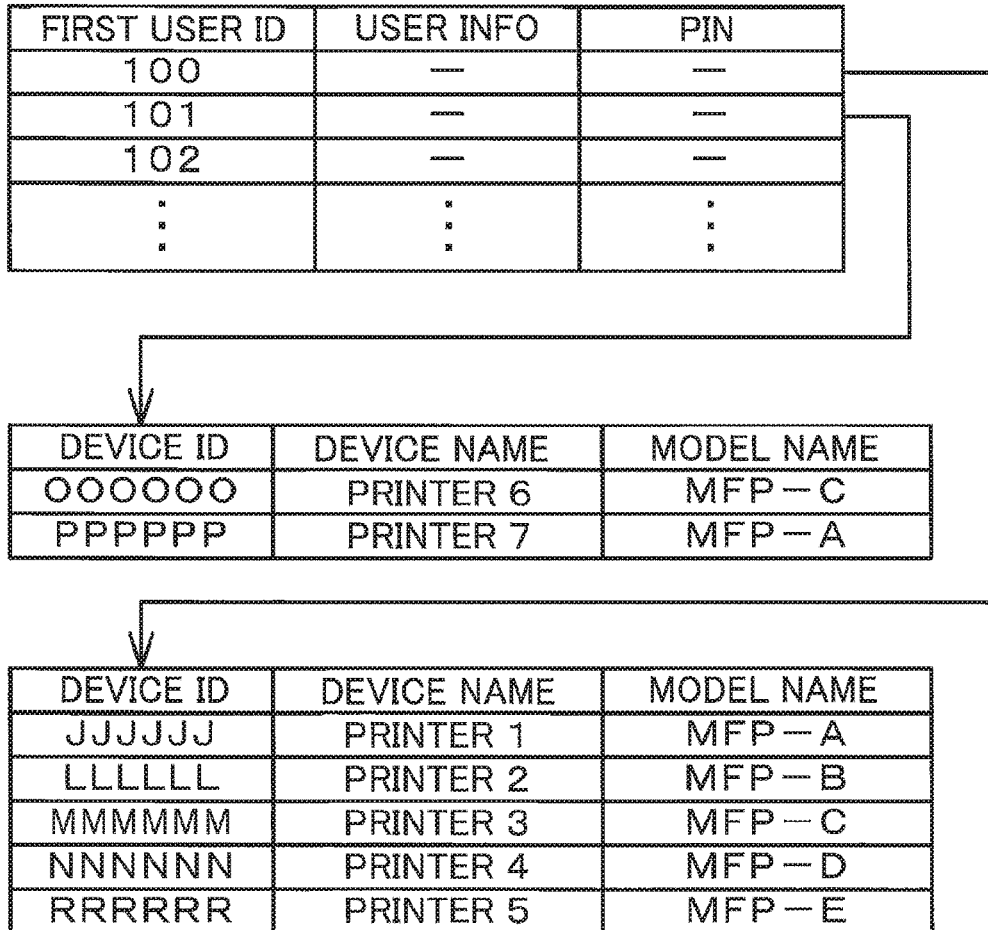 FIRST USER ID USER INFO PIN
100 — —
101 — —
102 — —
⋮ ⋮ ⋮
DEVICE ID DEVICE NAME MODEL NAME
OOOOOO PRINTER 6 MFP-C
PPPPPP PRINTER 7 MFP-A
DEVICE ID DEVICE NAME MODEL NAME
JJJJJJ PRINTER 1 MFP-A
LLLLLL PRINTER 2 MFP-B
MMMMMM PRINTER 3 MFP-C
NNNNNN PRINTER 4 MFP-D
RRRRRR PRINTER 5 MFP-E